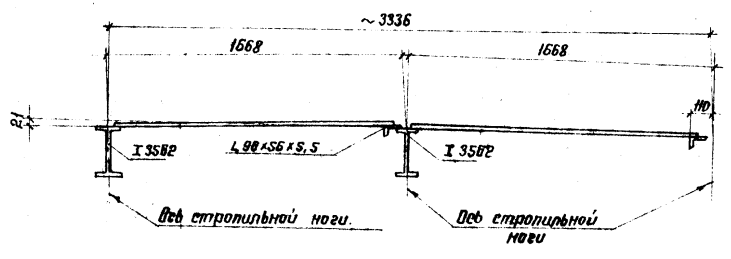 ~ 3336
1668
1668
110
21
I 35Б2
L 90×56×5,5
I 35Б2
Ось стропильной ноги.
Ось стропильной
ноги